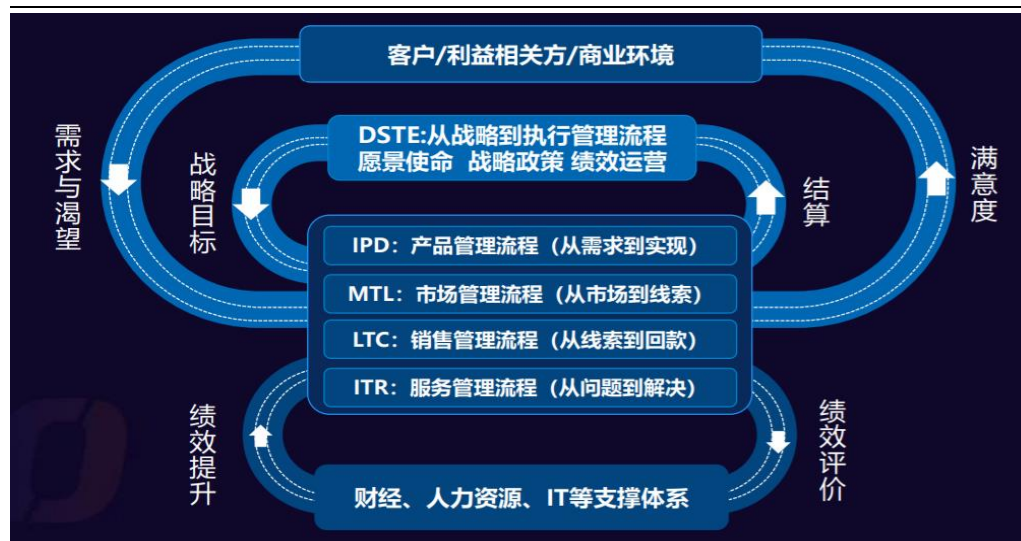 客户/利益相关方/商业环境
DSTE:从战略到执行管理流程
愿景使命 战略政策 绩效运营
需求与渴望
战略目标
结算
满意度
IPD：产品管理流程（从需求到实现）
MTL：市场管理流程（从市场到线索）
LTC：销售管理流程（从线索到回款）
ITR：服务管理流程（从问题到解决）
绩效提升
绩效评价
财经、人力资源、IT等支撑体系